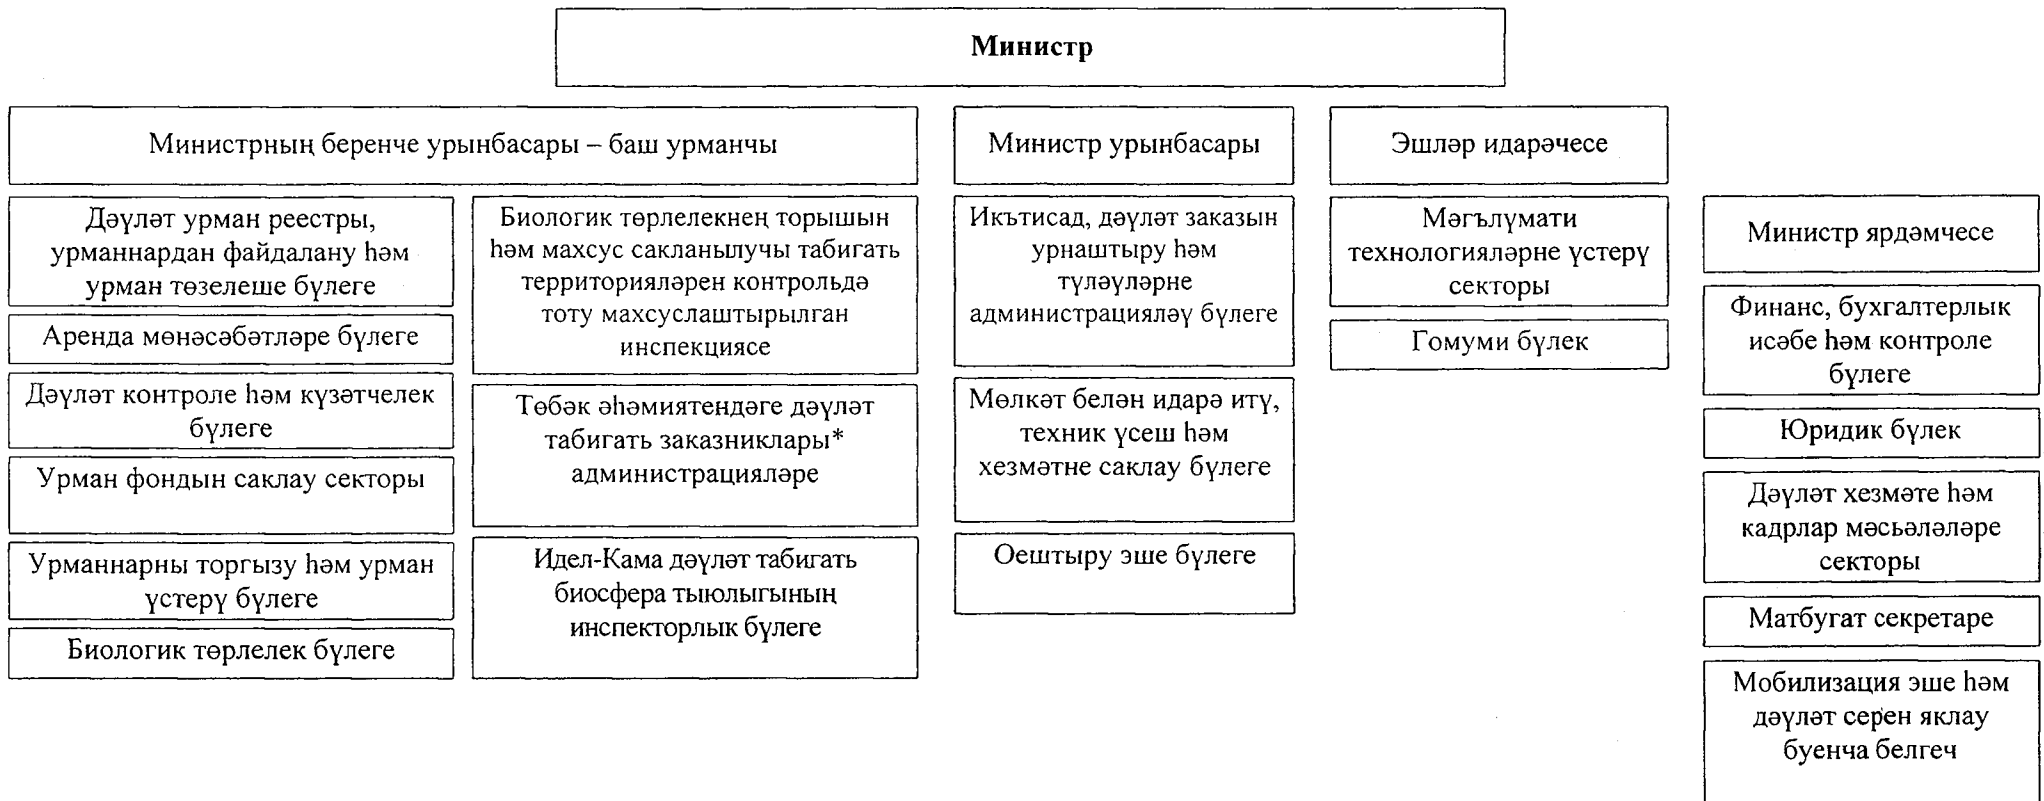 Министр
Министрның беренче урынбасары – баш урманчы
Министр урынбасары
Эшләр идарәчесе
Дәүләт урман реестры,
урманнардан файдалану һәм
урман төзелеше бүлеге
Аренда мөнәсәбәтләре бүлеге
Дәүләт контроле һәм күзәтчелек
бүлеге
Урман фондын саклау секторы
Урманнарны торгызу һәм урман
үстерү бүлеге
Биологик төрлелек бүлеге
Биологик төрлелекнең торышын
һәм махсус сакланылучы табигать
территорияләрен контрольдә
тоту махсуслаштырылган
инспекциясе
Төбәк әһәмиятендәге дәүләт
табигать заказниклары*
администрацияләре
Идел-Кама дәүләт табигать
биосфера тыюлыгының
инспекторлык бүлеге
Икътисад, дәүләт заказын
урнаштыру һәм
түләүләрне
администрацияләү бүлеге
Мөлкәт белән идарә итү,
техник үсеш һәм
хезмәтне саклау бүлеге
Оештыру эше бүлеге
Мәгълүмати
технологияләрне үстерү
секторы
Гомуми бүлек
Министр ярдәмчесе
Финанс, бухгалтерлык
исәбе һәм контроле
бүлеге
Юридик бүлек
Дәүләт хезмәте һәм
кадрлар мәсьәләләре
секторы
Матбугат секретаре
Мобилизация эше һәм
дәүләт серен яклау
буенча белгеч